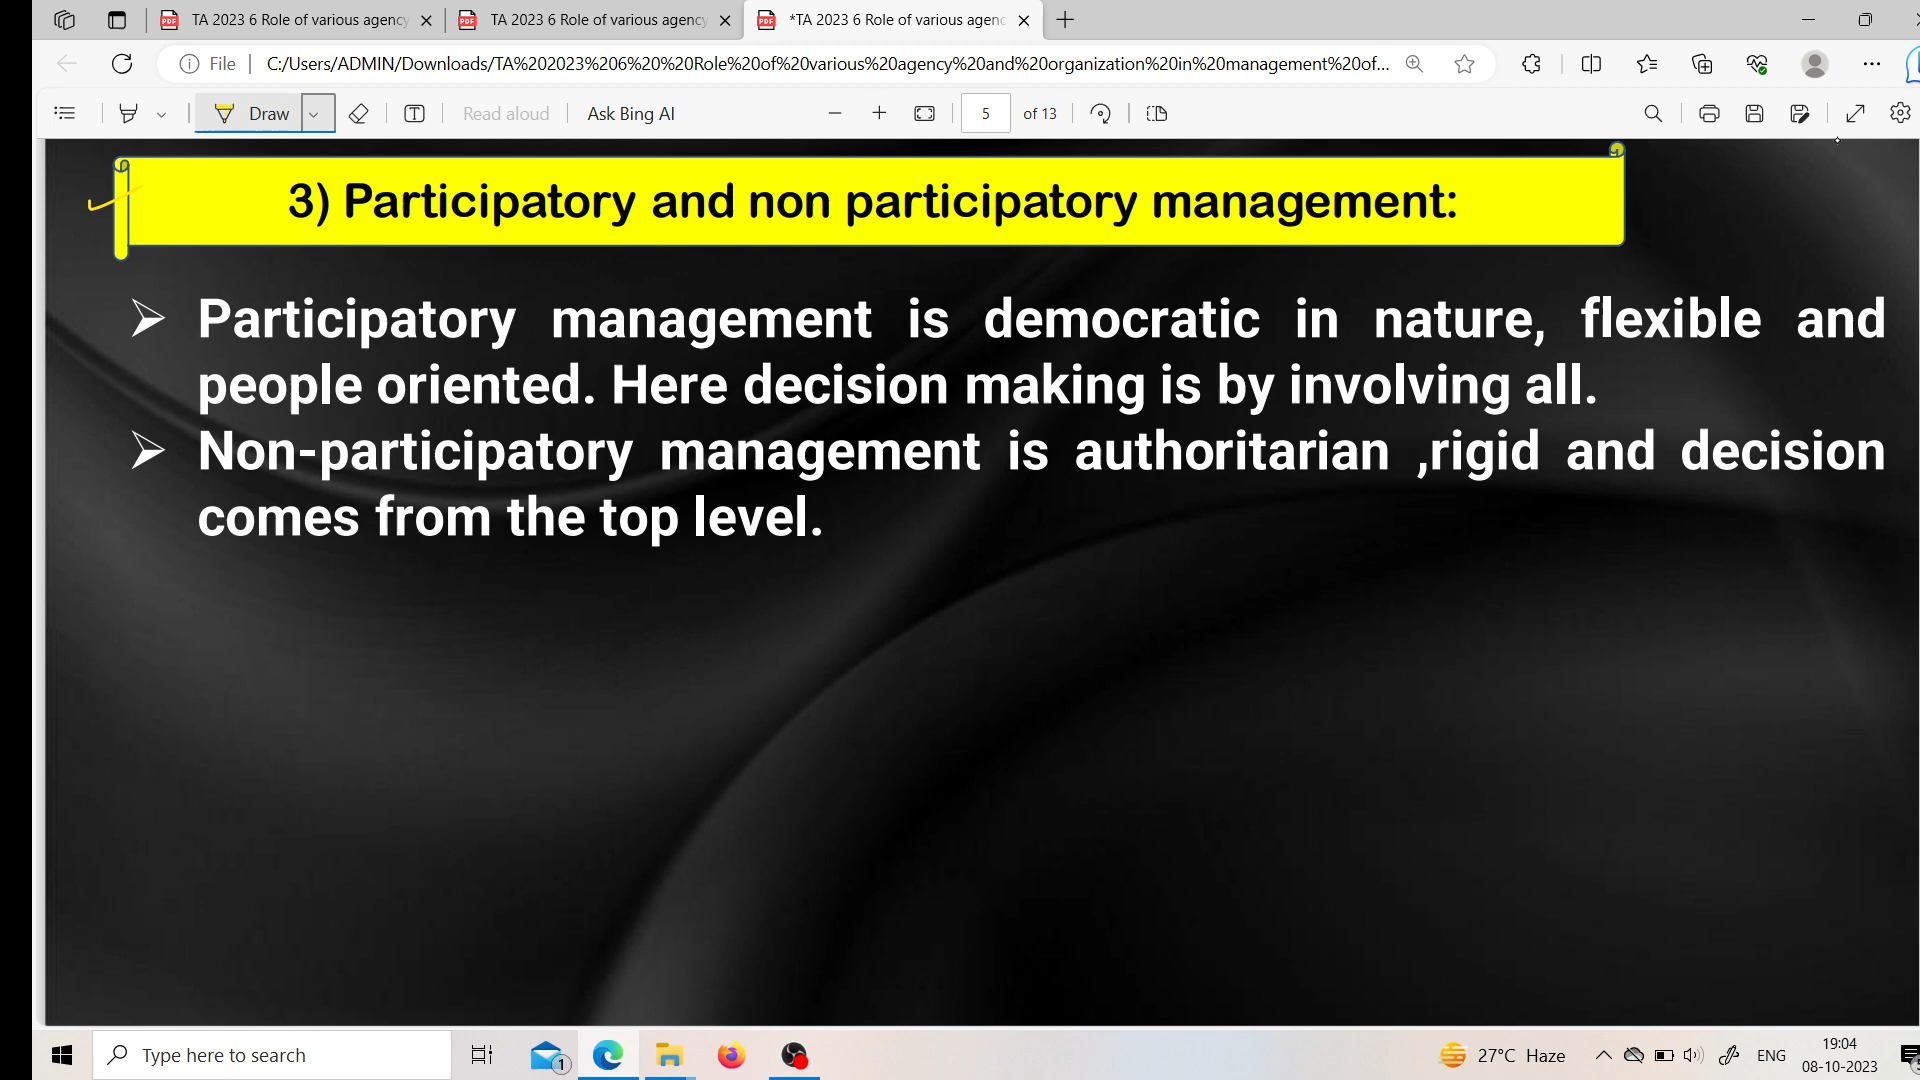 TA 2023 6 Role of various agency
TA 2023 6 Role of various agency
*TA 2023 6 Role of various agenc
File
C:/Users/ADMIN/Downloads/TA%202023%206%20%20Role%20of%20various%20agency%20and%20organization%20in%20management%20of...
Draw
Read aloud
Ask Bing AI
5 of 13
3) Participatory and non participatory management:
➢ Participatory management is democratic in nature, flexible and
people oriented. Here decision making is by involving all.
➢ Non-participatory management is authoritarian ,rigid and decision
comes from the top level.
Type here to search
1
27°C Haze
ENG
19:04
08-10-2023